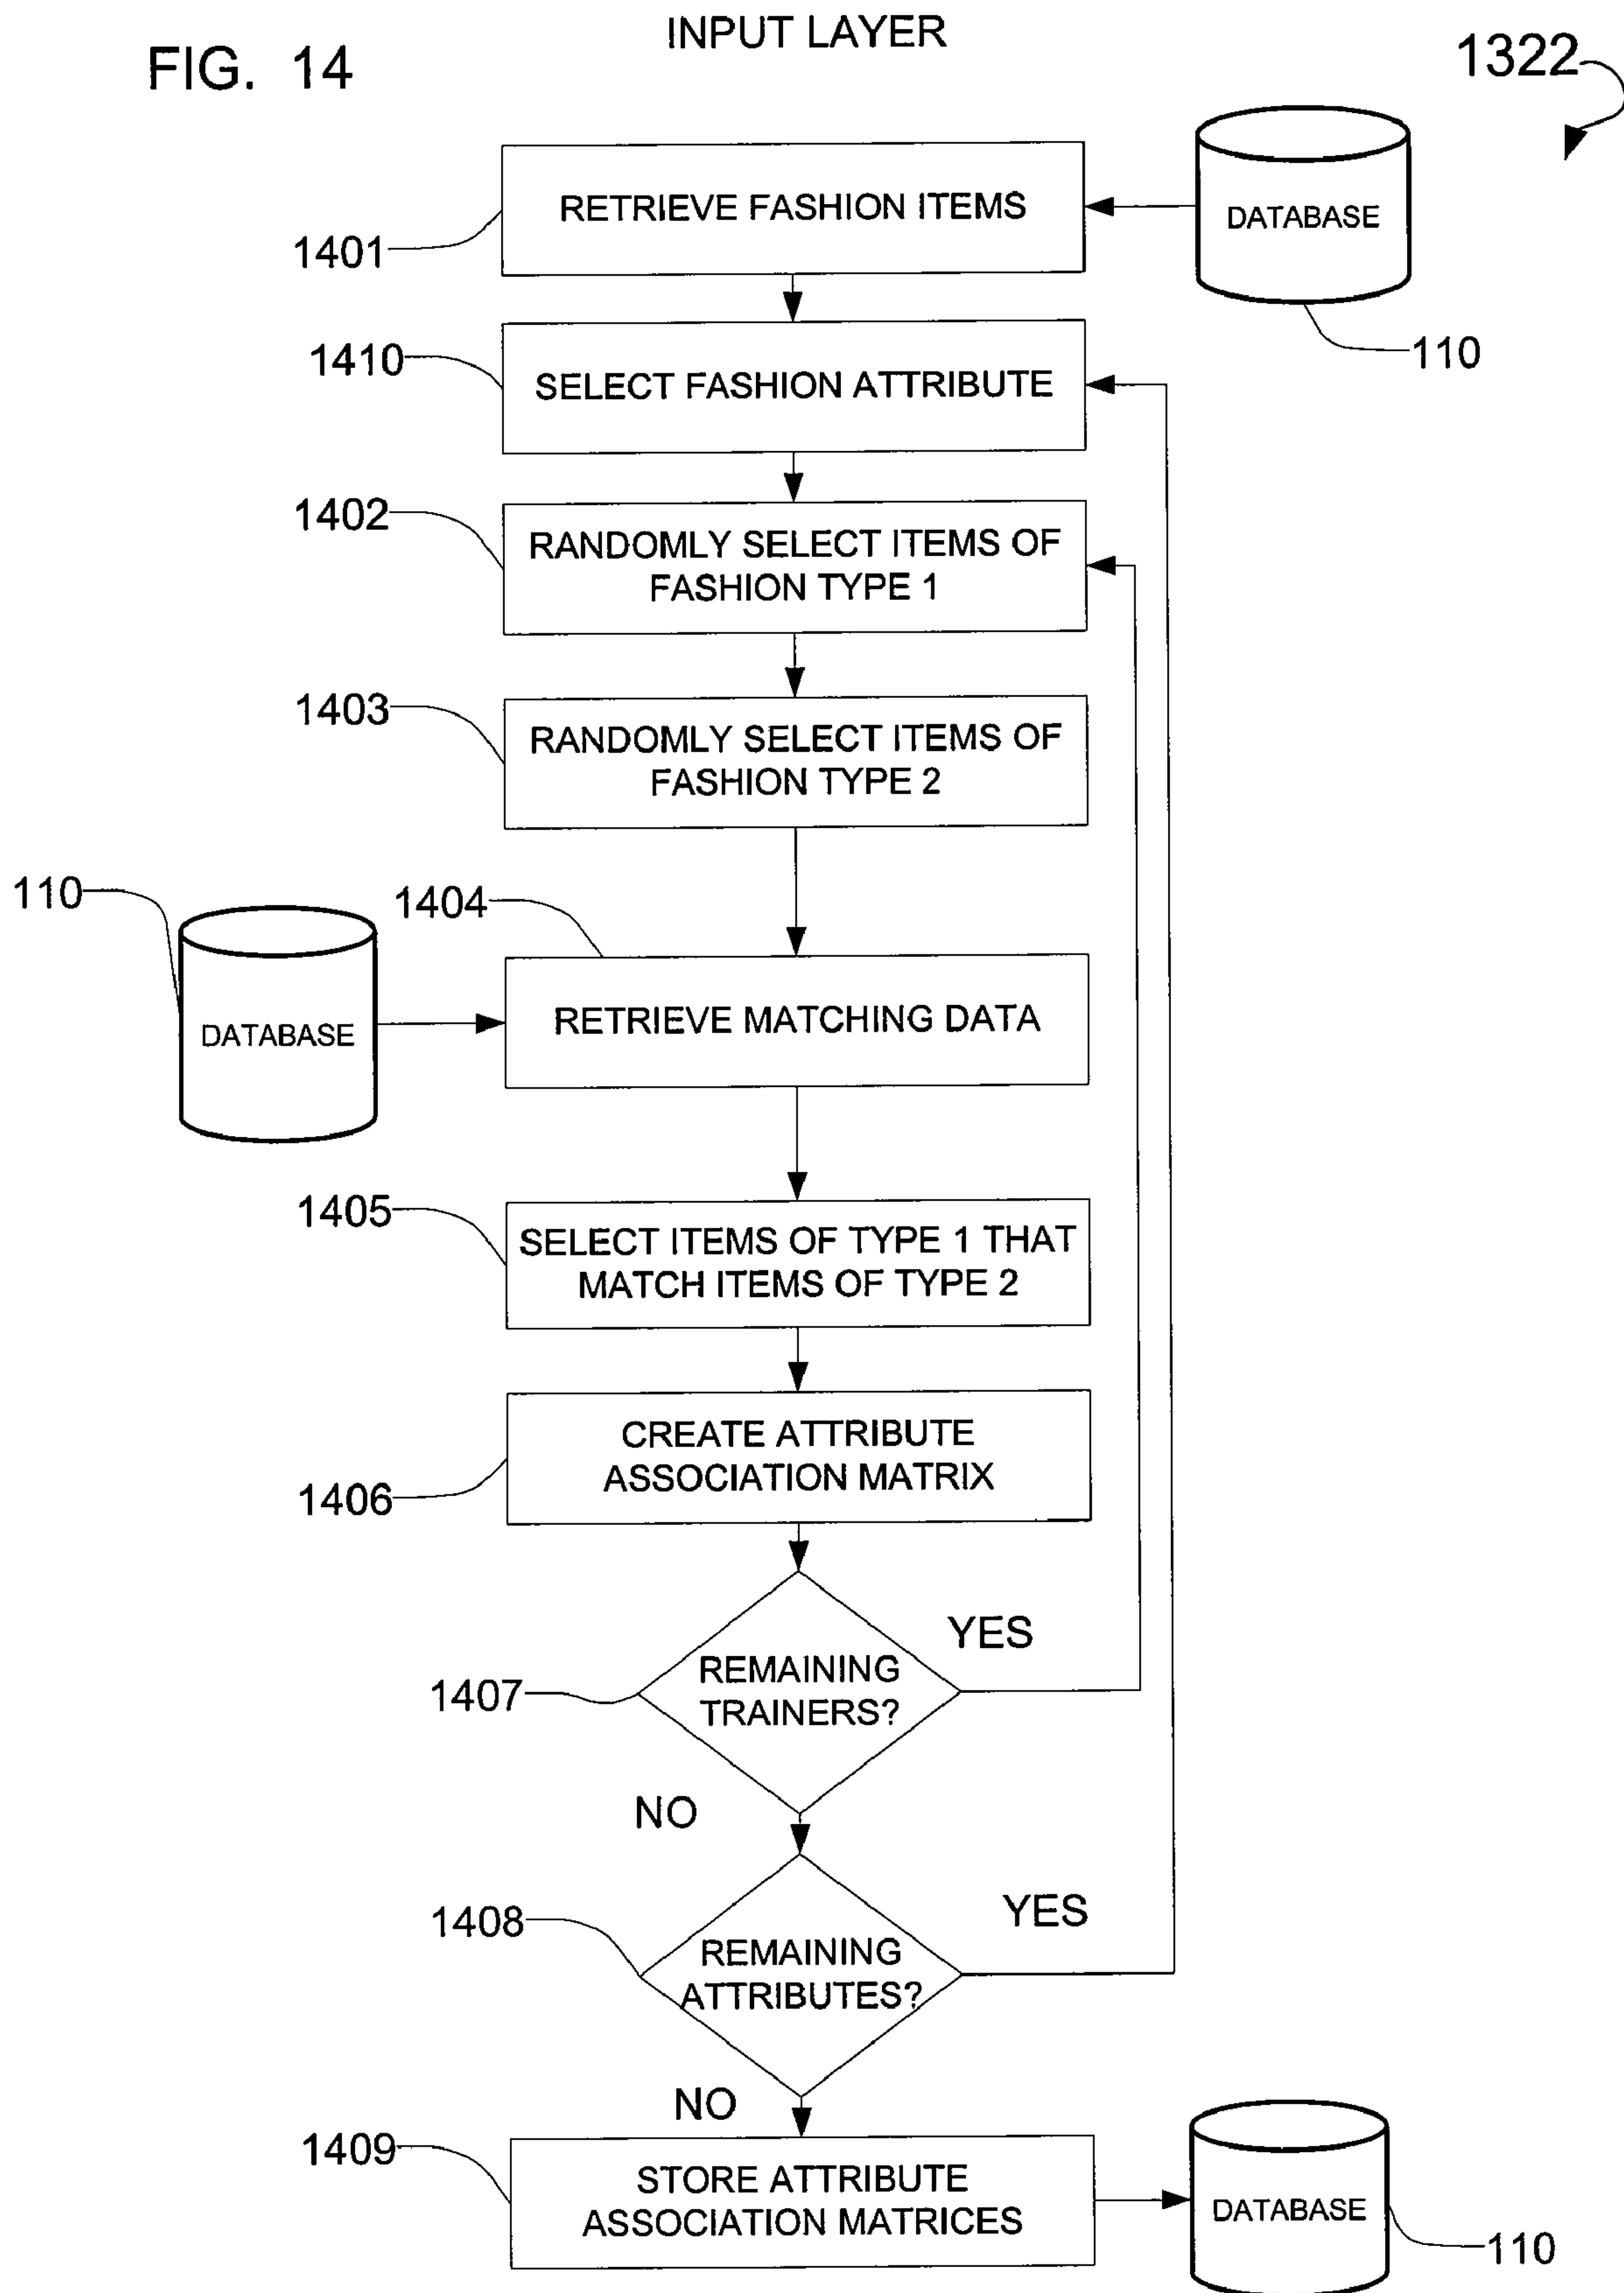 INPUT LAYER
FIG. 14
1322
RETRIEVE FASHION ITEMS
DATABASE
1401
110
1410
SELECT FASHION ATTRIBUTE
1402
RANDOMLY SELECT ITEMS OF
FASHION TYPE 1
1403
RANDOMLY SELECT ITEMS OF
FASHION TYPE 2
110
1404
DATABASE
RETRIEVE MATCHING DATA
1405
SELECT ITEMS OF TYPE 1 THAT
MATCH ITEMS OF TYPE 2
CREATE ATTRIBUTE
ASSOCIATION MATRIX
1406
YES
REMAINING
TRAINERS?
1407
NO
YES
1408
REMAINING
ATTRIBUTES?
NO
1409
STORE ATTRIBUTE
ASSOCIATION MATRICES
DATABASE
110